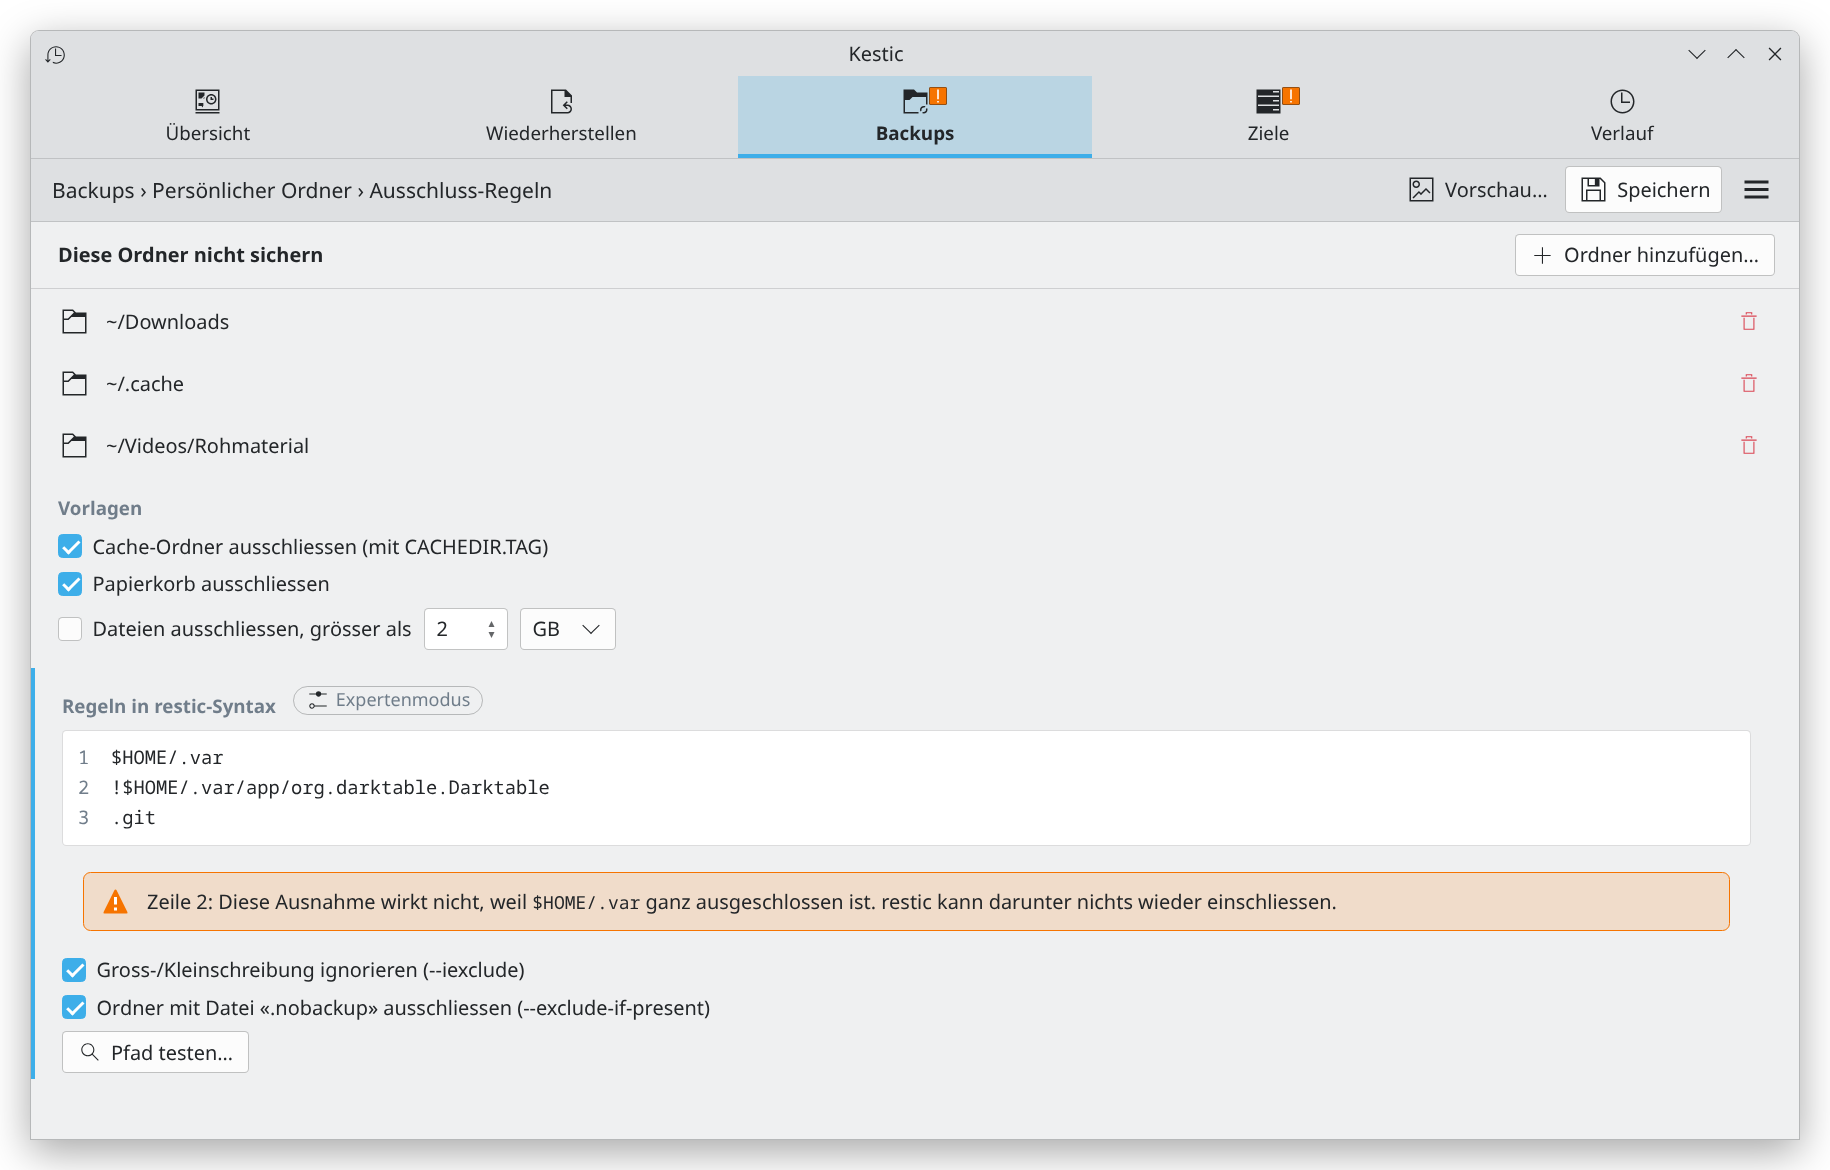 Kestic
Übersicht
Wiederherstellen
Backups
Ziele
Verlauf
Backups › Persönlicher Ordner › Ausschluss-Regeln
Vorschau...
Speichern
Diese Ordner nicht sichern
Ordner hinzufügen...
~/Downloads
~/.cache
~/Videos/Rohmaterial
Vorlagen
Cache-Ordner ausschliessen (mit CACHEDIR.TAG)
Papierkorb ausschliessen
Dateien ausschliessen, grösser als 2 GB
Regeln in restic-Syntax Expertenmodus
1 $HOME/.var
2 !$HOME/.var/app/org.darktable.Darktable
3 .git
Zeile 2: Diese Ausnahme wirkt nicht, weil $HOME/.var ganz ausgeschlossen ist. restic kann darunter nichts wieder einschliessen.
Gross-/Kleinschreibung ignorieren (--iexclude)
Ordner mit Datei «.nobackup» ausschliessen (--exclude-if-present)
Pfad testen...